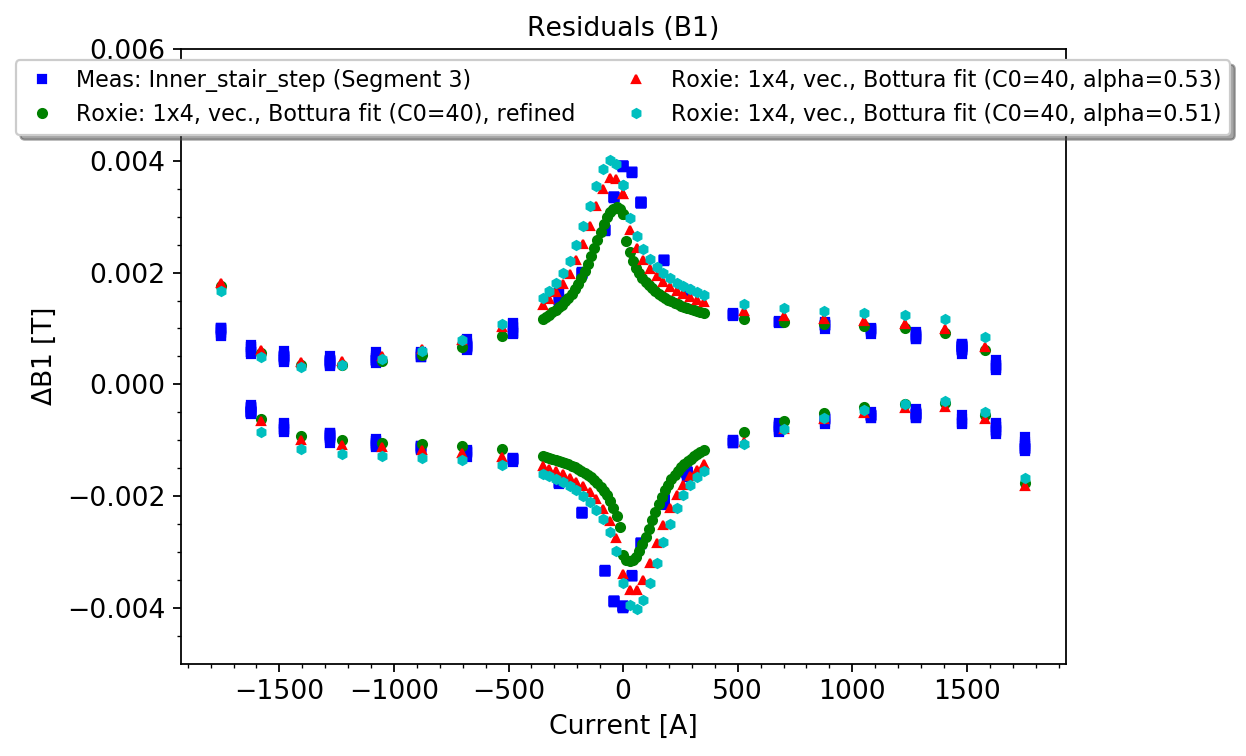 Residuals (B1)
0.006
Meas: Inner_stair_step (Segment 3)
Roxie: 1x4, vec., Bottura fit (C0=40), refined
Roxie: 1x4, vec., Bottura fit (C0=40, alpha=0.53)
Roxie: 1x4, vec., Bottura fit (C0=40, alpha=0.51)
0.004
0.002
0.000
−0.002
−0.004
ΔB1 [T]
−1500 −1000 −500 0 500 1000 1500
Current [A]